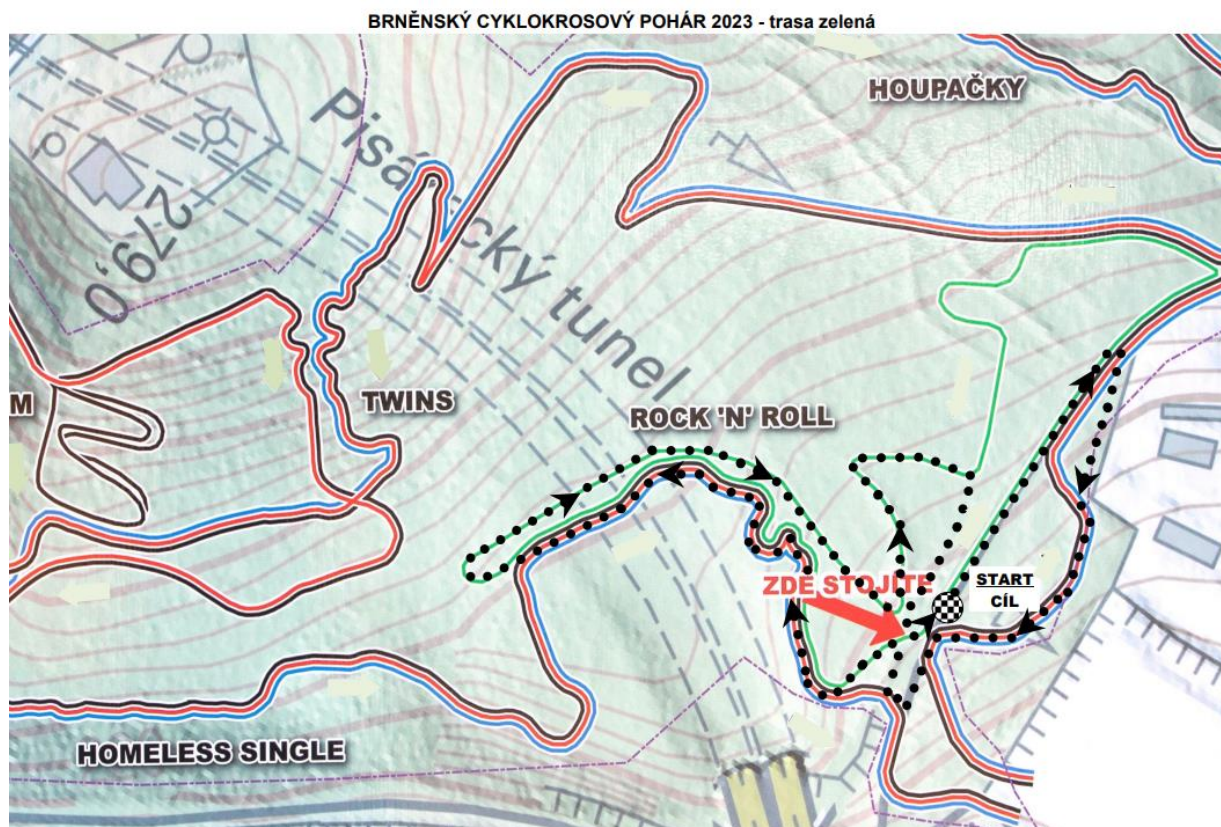 BRNĚNSKÝ CYKLOKROSOVÝ POHÁR 2023 - trasa zelená
HOUPAČKY
Pisárecký tunel
279,0
M
TWINS
ROCK 'N' ROLL
ZDE STOJÍTE
START
CÍL
HOMELESS SINGLE